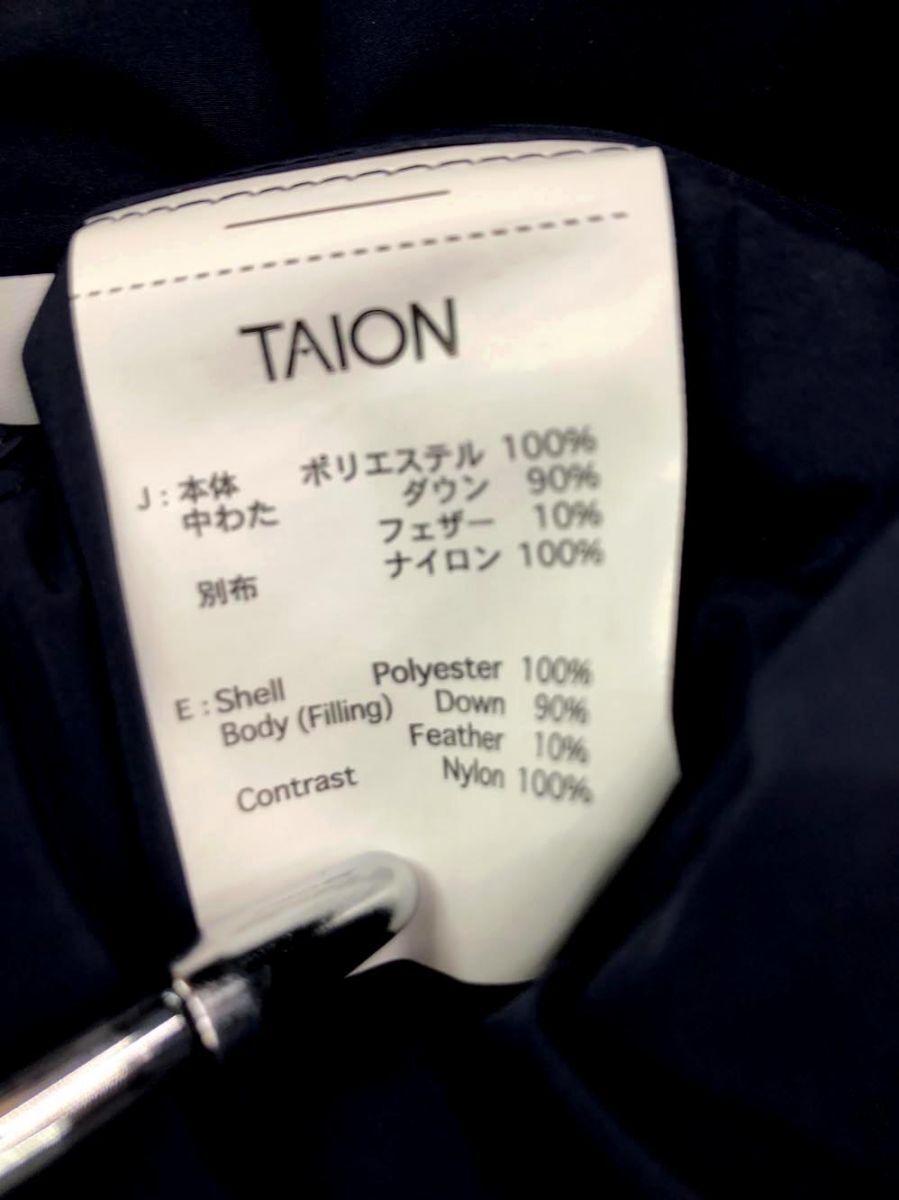 TAION
J : 本体 ポリエステル 100%
中わた ダウン 90%
フェザー 10%
別布 ナイロン 100%
E : Shell Polyester 100%
Body (Filling) Down 90%
Feather 10%
Contrast Nylon 100%